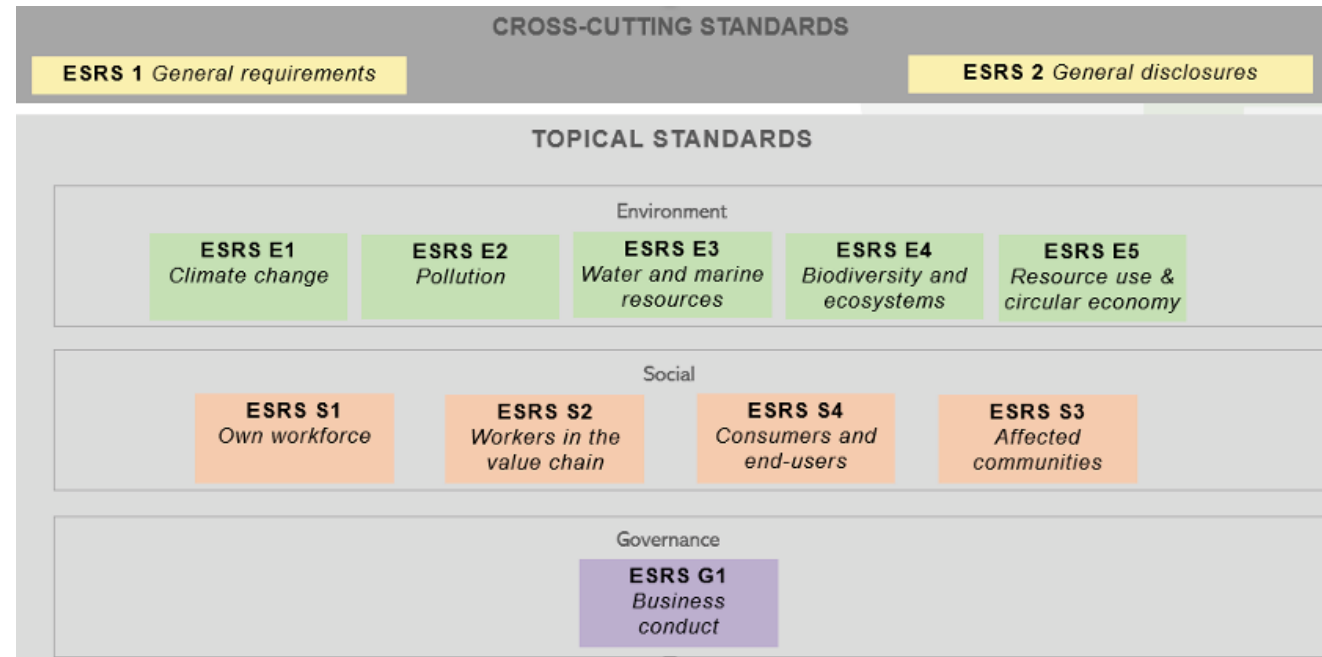 CROSS-CUTTING STANDARDS
ESRS 1 General requirements
ESRS 2 General disclosures
TOPICAL STANDARDS
Environment
ESRS E1
Climate change
ESRS E2
Pollution
ESRS E3
Water and marine
resources
ESRS E4
Biodiversity and
ecosystems
ESRS E5
Resource use &
circular economy
Social
ESRS S1
Own workforce
ESRS S2
Workers in the
value chain
ESRS S4
Consumers and
end-users
ESRS S3
Affected
communities
Governance
ESRS G1
Business
conduct